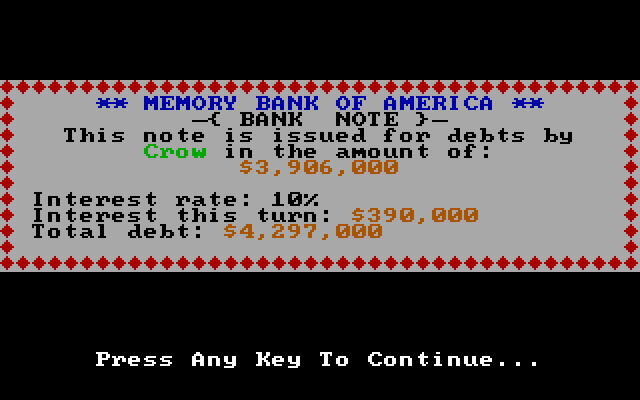 ** MEMORY BANK OF AMERICA **
—{ BANK NOTE }—
This note is issued for debts by
Crow in the amount of:
$3,906,000
Interest rate: 10%
Interest this turn: $390,000
Total debt: $4,297,000
Press Any Key To Continue...